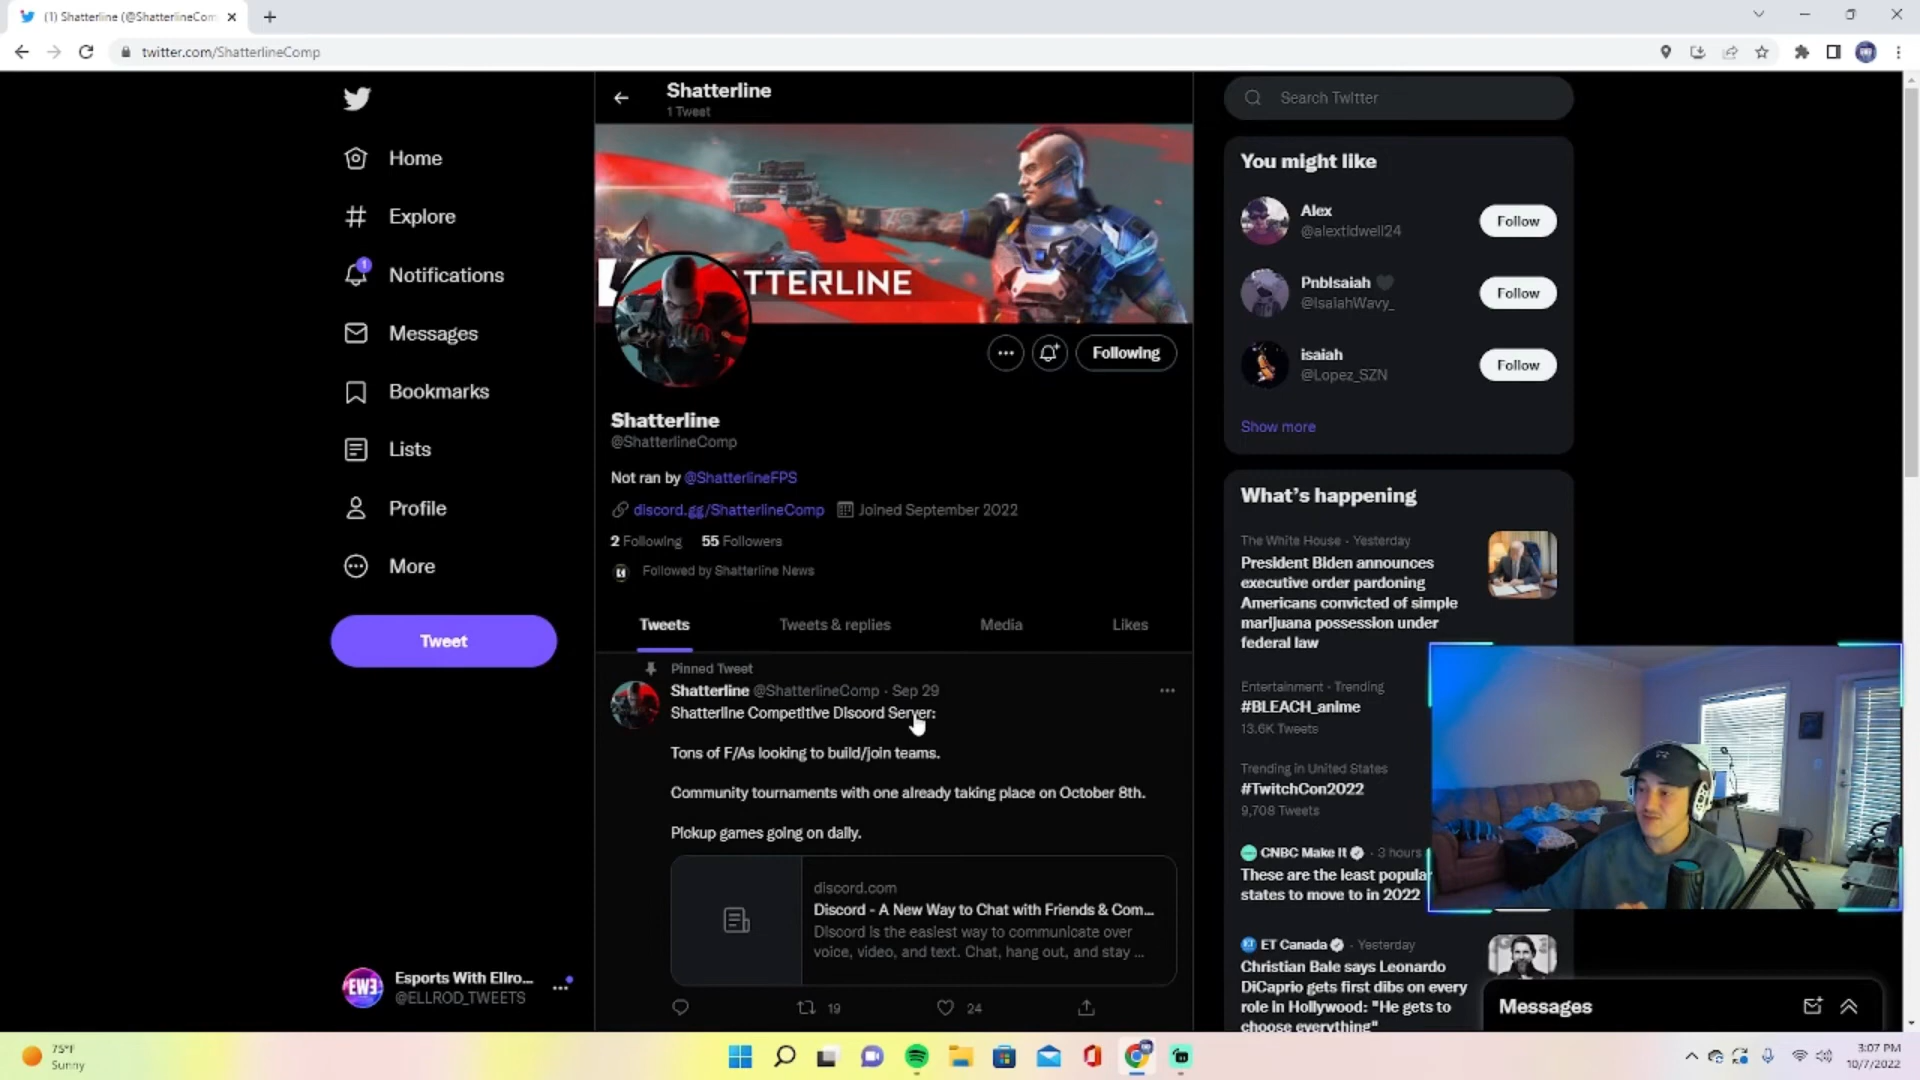 (1) Shatterline (@ShatterlineCom
twitter.com/ShatterlineComp
Home
Explore
1
Notifications
Messages
Bookmarks
Lists
Profile
More
Tweet
Esports With Ellro...
@ELLROD_TWEETS
Shatterline
1 Tweet
TTERLINE
Following
Shatterline
@ShatterlineComp
Not ran by @ShatterlineFPS
discord.gg/ShatterlineComp Joined September 2022
2 Following 55 Followers
Followed by Shatterline News
Tweets Tweets & replies Media Likes
Pinned Tweet
Shatterline @ShatterlineComp · Sep 29
Shatterline Competitive Discord Server:
Tons of F/As looking to build/join teams.
Community tournaments with one already taking place on October 8th.
Pickup games going on daily.
discord.com
Discord - A New Way to Chat with Friends & Com...
Discord is the easiest way to communicate over
voice, video, and text. Chat, hang out, and stay ...
19 24
Search Twitter
You might like
Alex
@alextidwell24
Follow
PnbIsaiah
@IsaiahWavy_
Follow
isaiah
@Lopez_SZN
Follow
Show more
What's happening
The White House · Yesterday
President Biden announces
executive order pardoning
Americans convicted of simple
marijuana possession under
federal law
Entertainment · Trending
#BLEACH_anime
13.6K Tweets
Trending in United States
#TwitchCon2022
9,708 Tweets
CNBC Make It · 3 hours
These are the least popula
states to move to in 2022
ET Canada · Yesterday
Christian Bale says Leonardo
DiCaprio gets first dibs on every
role in Hollywood: "He gets to
choose everything"
Messages
EW3
75°F
Sunny
3:07 PM
10/7/2022